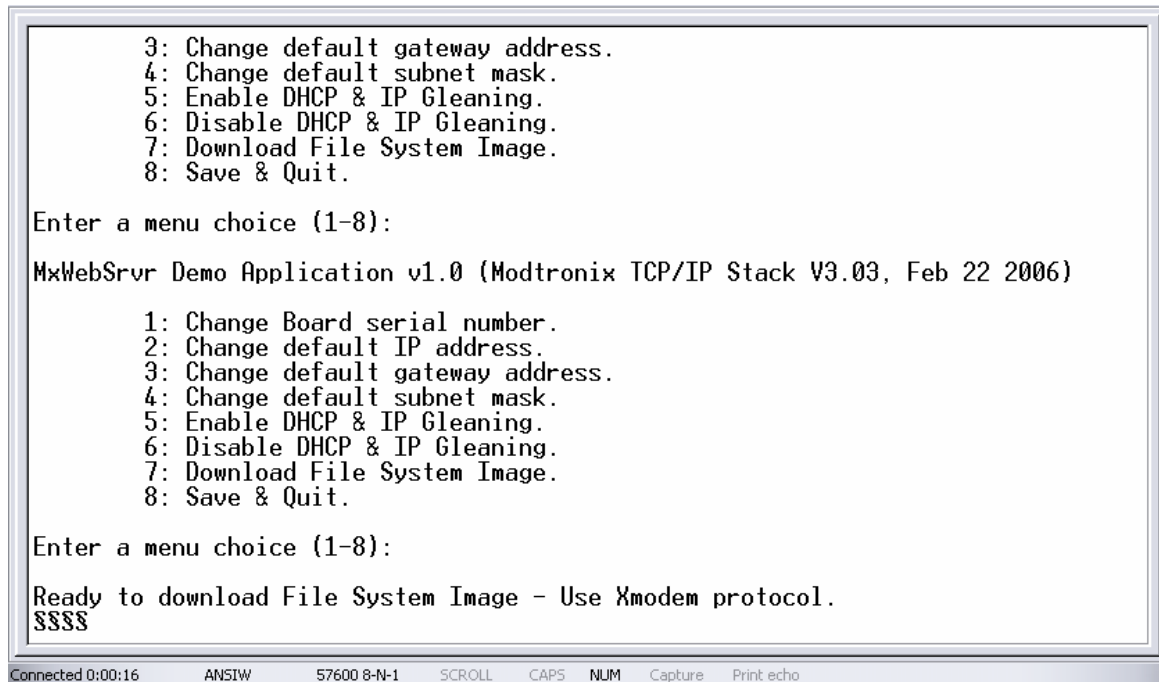 3: Change default gateway address.
4: Change default subnet mask.
5: Enable DHCP & IP Gleaning.
6: Disable DHCP & IP Gleaning.
7: Download File System Image.
8: Save & Quit.
Enter a menu choice (1-8):
MxWebSrvr Demo Application v1.0 (Modtronix TCP/IP Stack V3.03, Feb 22 2006)
1: Change Board serial number.
2: Change default IP address.
3: Change default gateway address.
4: Change default subnet mask.
5: Enable DHCP & IP Gleaning.
6: Disable DHCP & IP Gleaning.
7: Download File System Image.
8: Save & Quit.
Enter a menu choice (1-8):
Ready to download File System Image - Use Xmodem protocol.
§§§§
Connected 0:00:16 ANSIW 57600 8-N-1 SCROLL CAPS NUM Capture Print echo